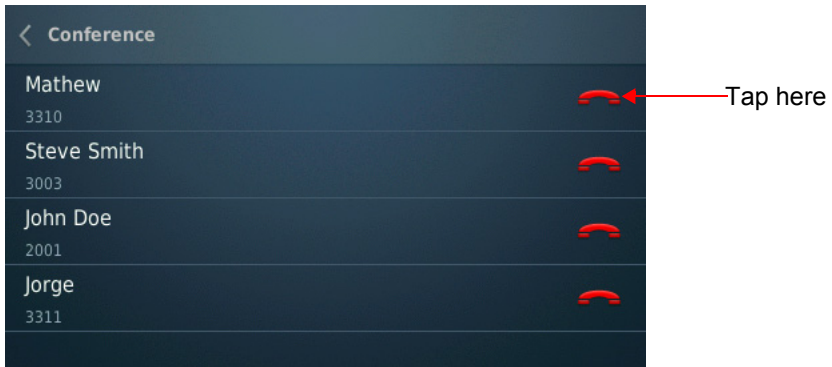 Conference
Mathew
Tap here
3310
Steve Smith
3003
John Doe
2001
Jorge
3311